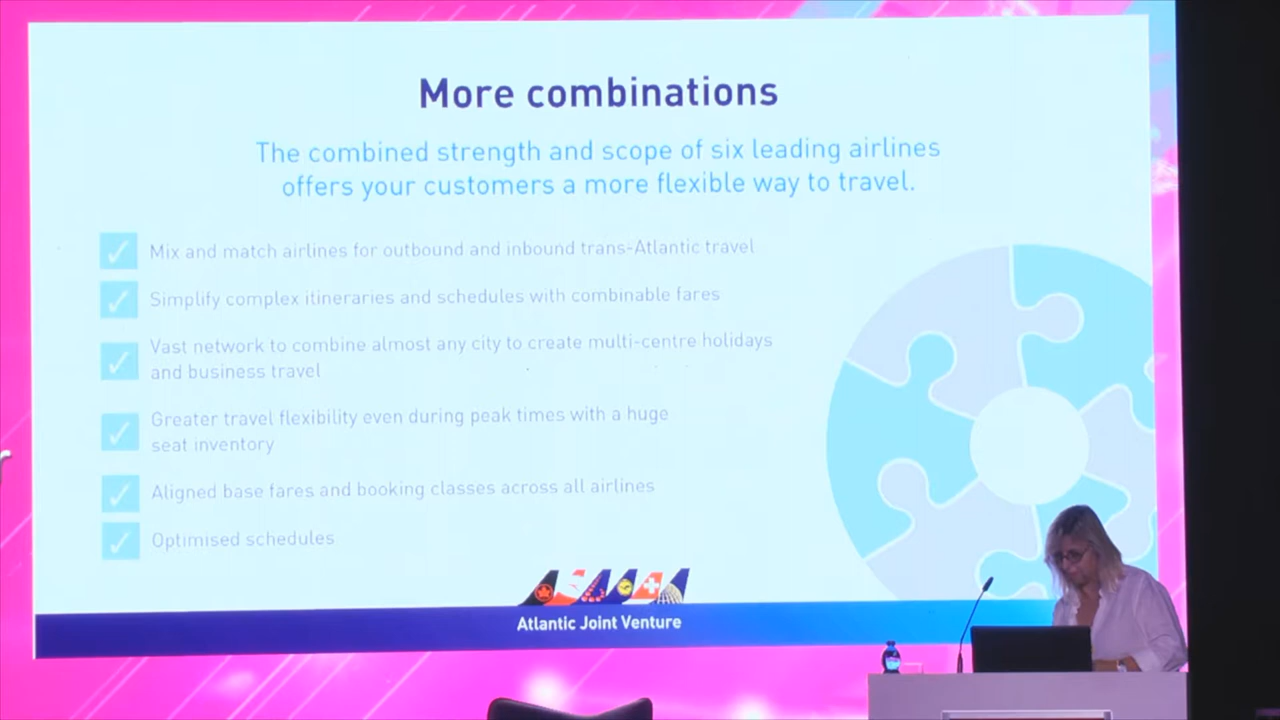 More combinations
The combined strength and scope of six leading airlines
offers your customers a more flexible way to travel.
Mix and match airlines for outbound and inbound trans-Atlantic travel
Simplify complex itineraries and schedules with combinable fares
Vast network to combine almost any city to create multi-centre holidays
and business travel
Greater travel flexibility even during peak times with a huge
seat inventory
Aligned base fares and booking classes across all airlines
Optimised schedules
Atlantic Joint Venture